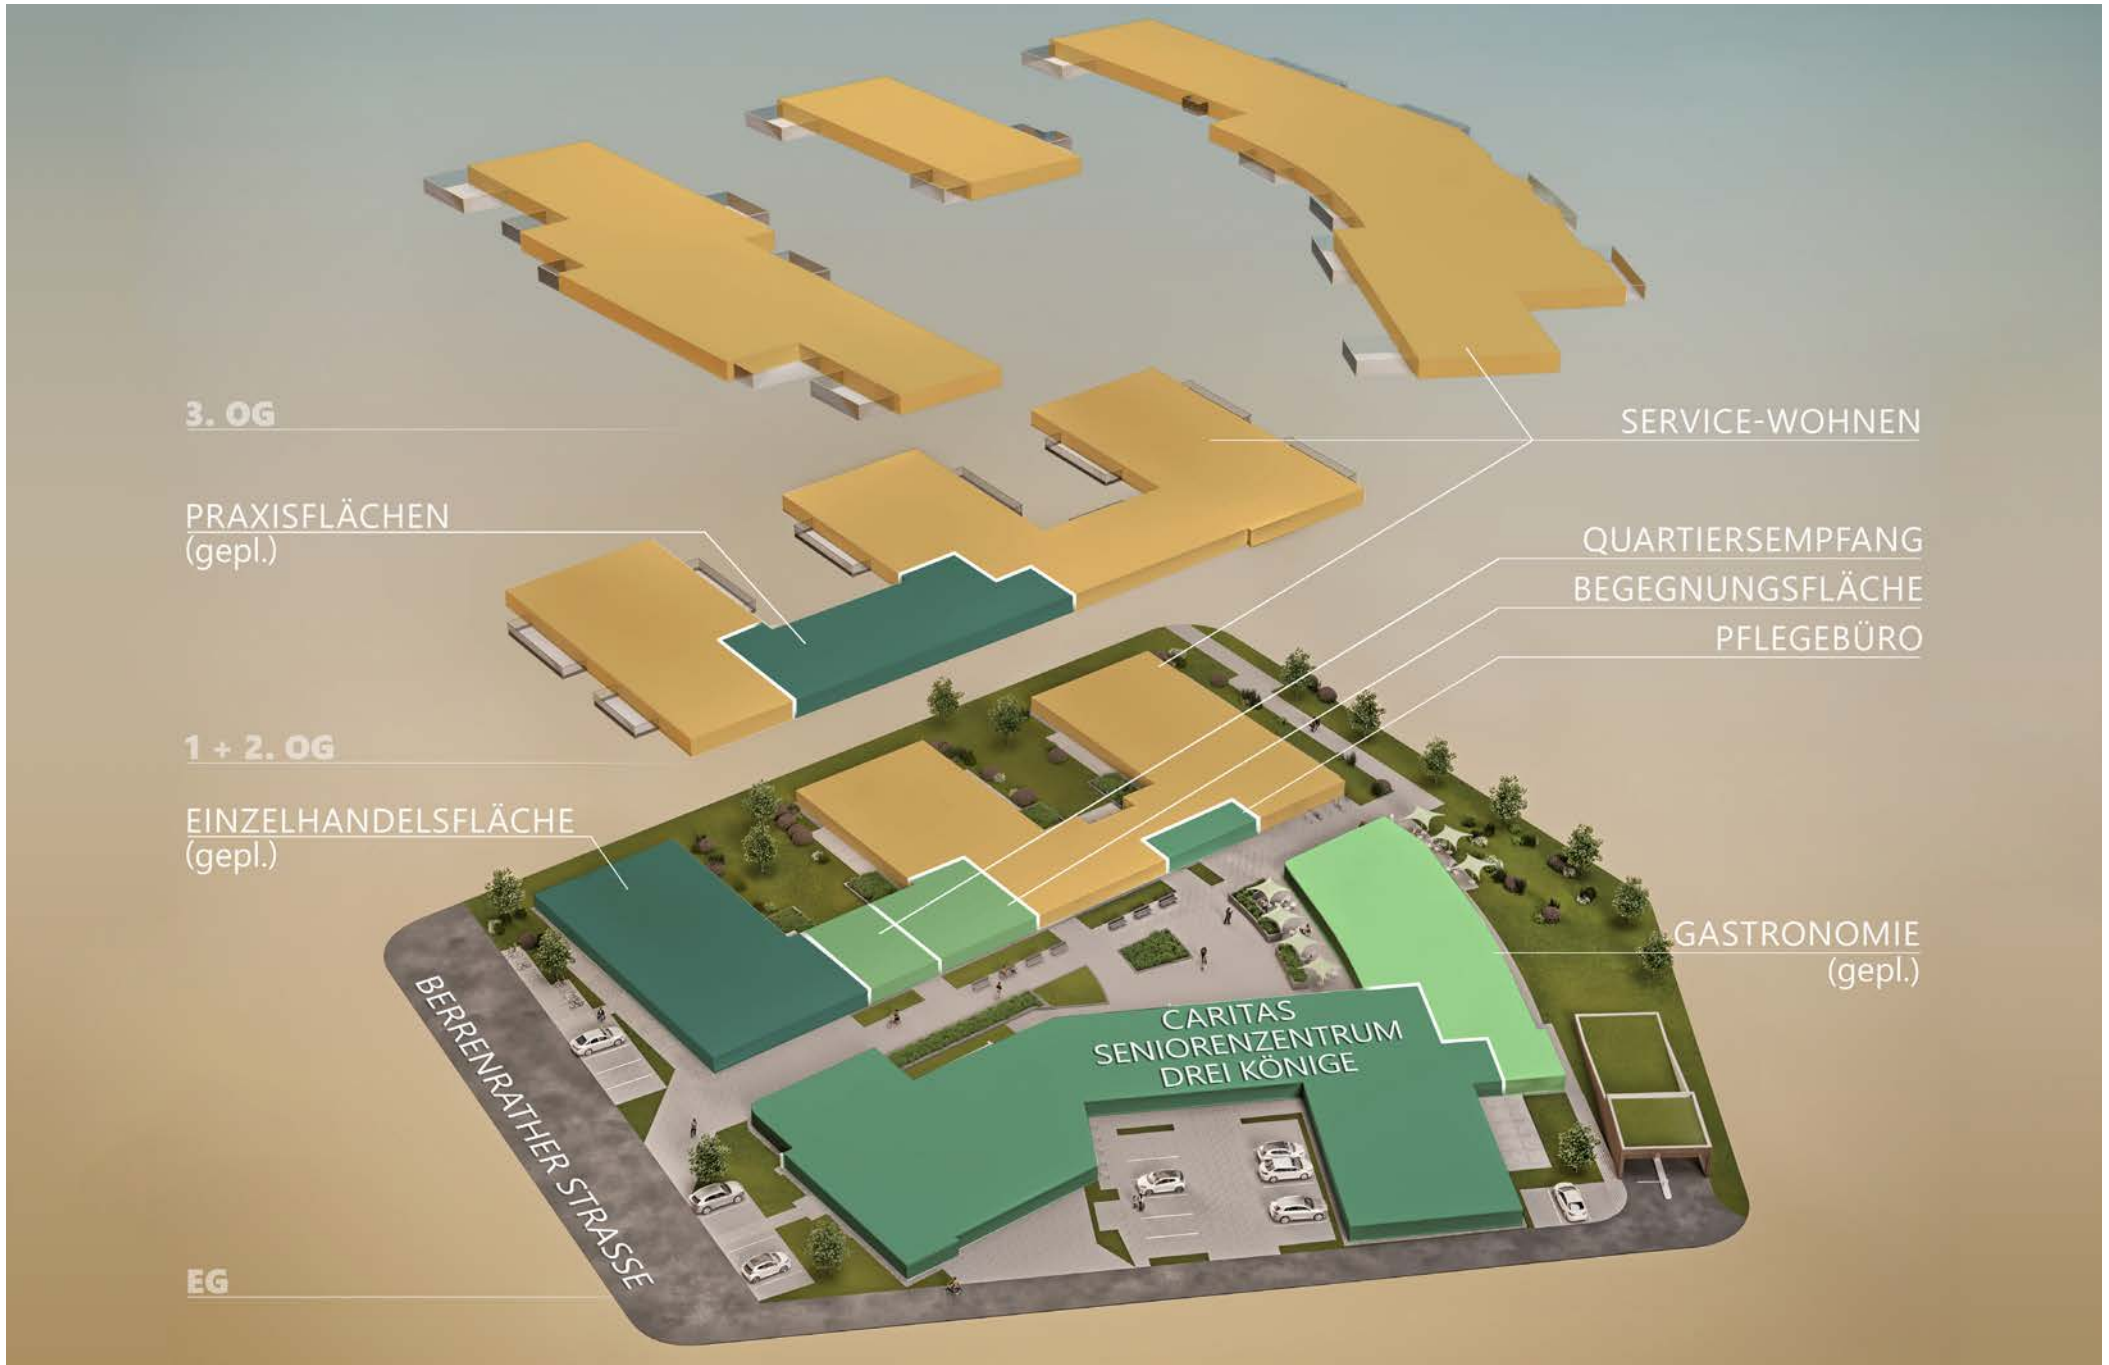 3. OG
SERVICE-WOHNEN
PRAXISFLÄCHEN
(gepl.)
QUARTIERSEMPFANG
BEGEGNUNGSFLÄCHE
PFLEGEBÜRO
1 + 2. OG
EINZELHANDELSFLÄCHE
(gepl.)
GASTRONOMIE
(gepl.)
CARITAS
SENIORENZENTRUM
DREI KÖNIGE
BERRENRATHER STRASSE
EG